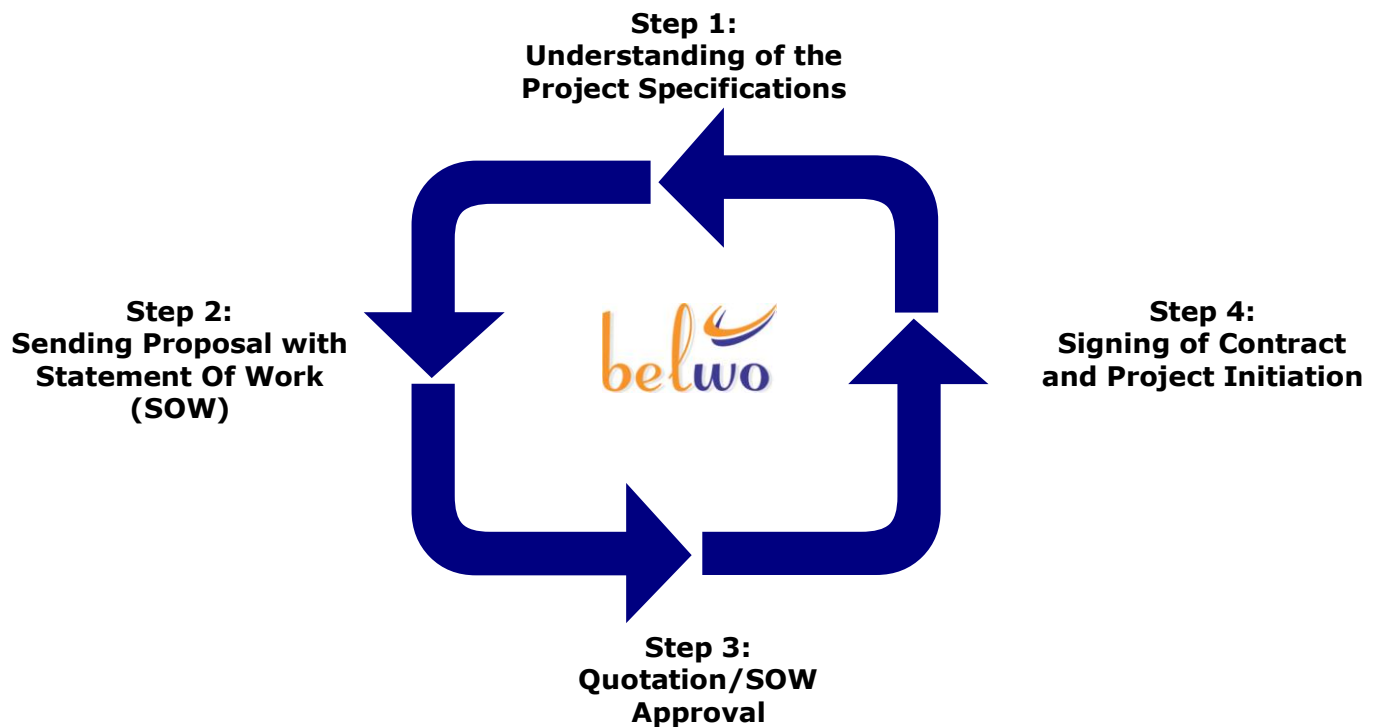 Step 1:
Understanding of the
Project Specifications
Step 2:
Sending Proposal with
Statement Of Work
(SOW)
belwo
Step 4:
Signing of Contract
and Project Initiation
Step 3:
Quotation/SOW
Approval